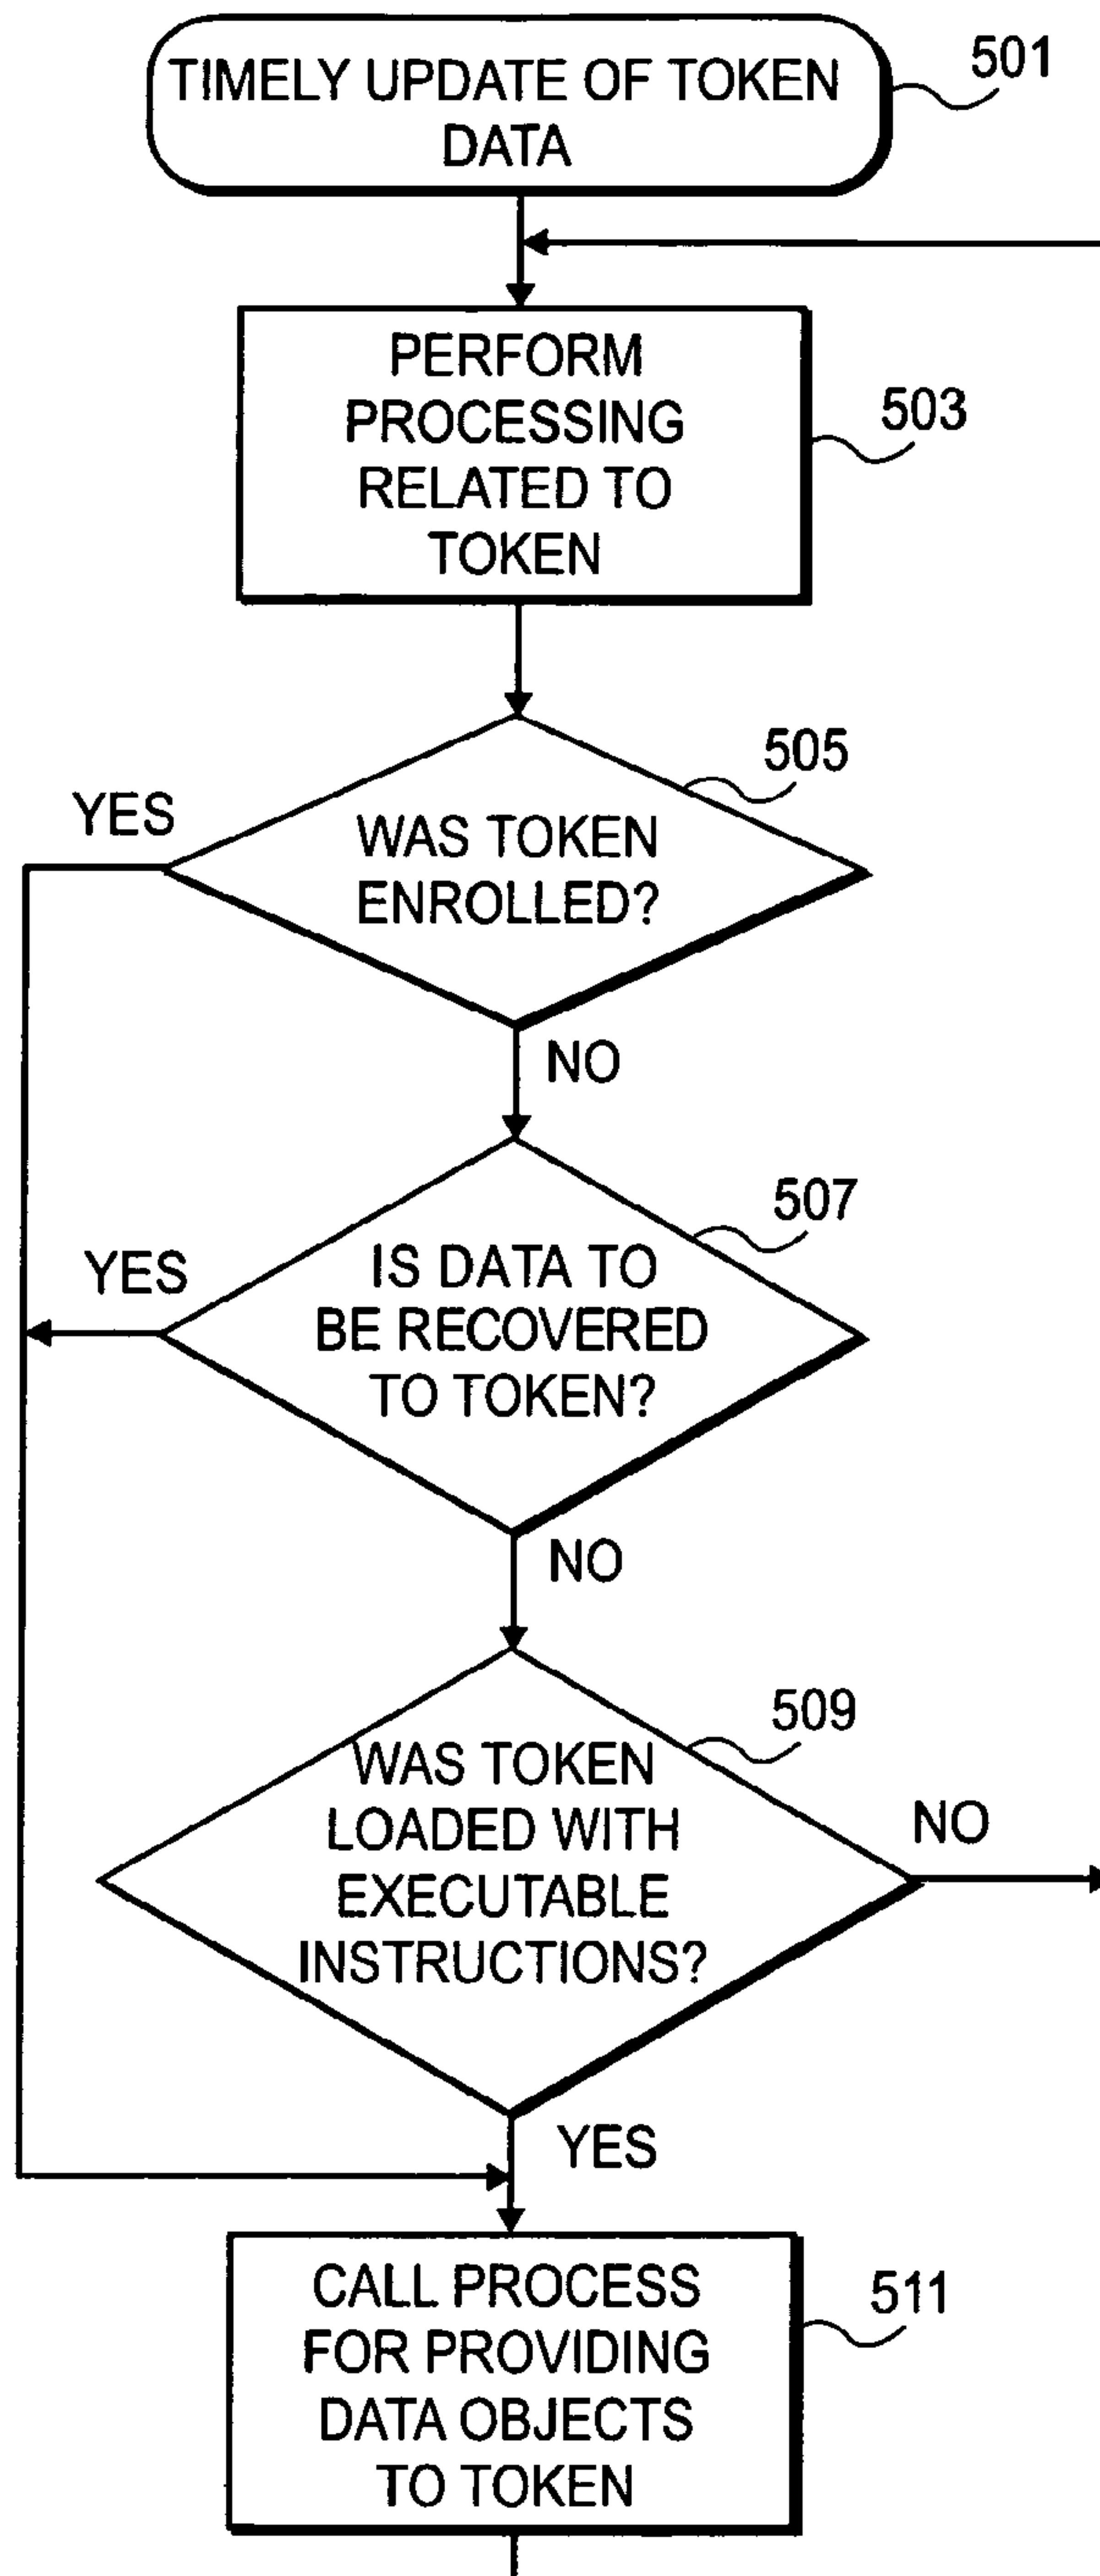 TIMELY UPDATE OF TOKEN
DATA
501
PERFORM
PROCESSING
RELATED TO
TOKEN
503
505
YES
WAS TOKEN
ENROLLED?
NO
507
YES
IS DATA TO
BE RECOVERED
TO TOKEN?
NO
509
WAS TOKEN
LOADED WITH
EXECUTABLE
INSTRUCTIONS?
NO
YES
CALL PROCESS
FOR PROVIDING
DATA OBJECTS
TO TOKEN
511